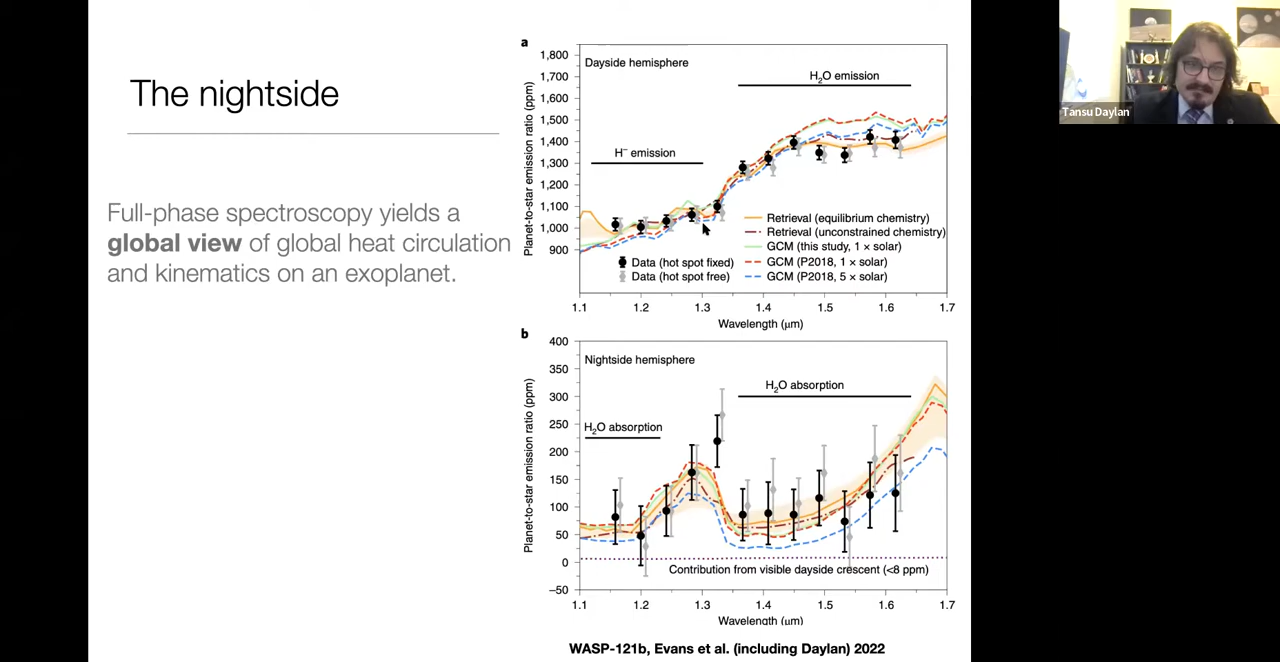 The nightside
Full-phase spectroscopy yields a
global view of global heat circulation
and kinematics on an exoplanet.
a
Dayside hemisphere
H₂O emission
H⁻ emission
Planet-to-star emission ratio (ppm)
1,800
1,700
1,600
1,500
1,400
1,300
1,200
1,100
1,000
900
Retrieval (equilibrium chemistry)
Retrieval (unconstrained chemistry)
GCM (this study, 1 × solar)
GCM (P2018, 1 × solar)
GCM (P2018, 5 × solar)
Data (hot spot fixed)
Data (hot spot free)
1.1 1.2 1.3 1.4 1.5 1.6 1.7
Wavelength (μm)
b
Nightside hemisphere
H₂O absorption
H₂O absorption
Planet-to-star emission ratio (ppm)
400
350
300
250
200
150
100
50
0
–50
Contribution from visible dayside crescent (<8 ppm)
1.1 1.2 1.3 1.4 1.5 1.6 1.7
Wavelength (μm)
WASP-121b, Evans et al. (including Daylan) 2022
Tansu Daylan